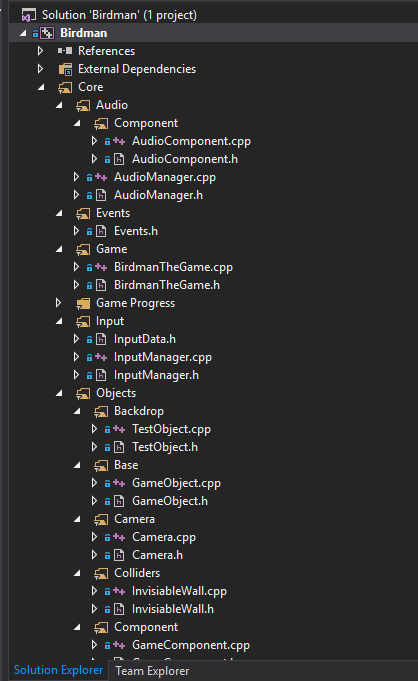 Solution 'Birdman' (1 project)
Birdman
References
External Dependencies
Core
Audio
Component
AudioComponent.cpp
AudioComponent.h
AudioManager.cpp
AudioManager.h
Events
Events.h
Game
BirdmanTheGame.cpp
BirdmanTheGame.h
Game Progress
Input
InputData.h
InputManager.cpp
InputManager.h
Objects
Backdrop
TestObject.cpp
TestObject.h
Base
GameObject.cpp
GameObject.h
Camera
Camera.cpp
Camera.h
Colliders
InvisiableWall.cpp
InvisiableWall.h
Component
GameComponent.cpp
Solution Explorer Team Explorer